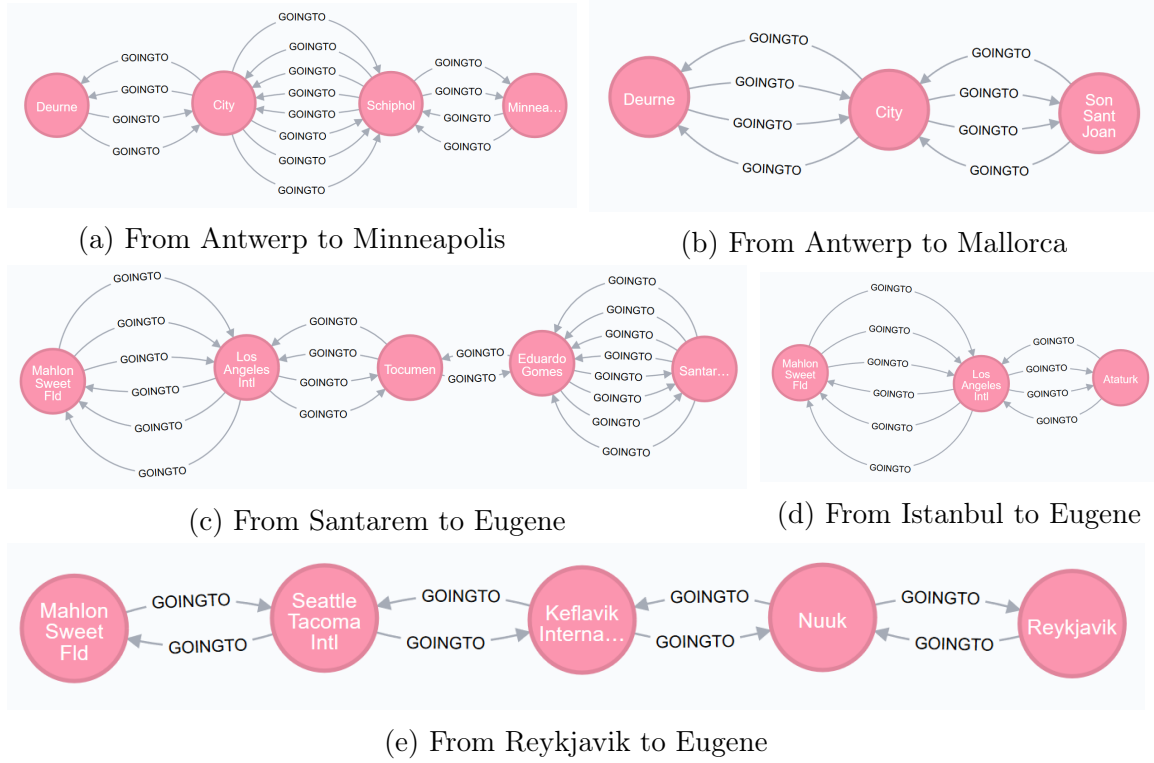 GOINGTO
GOINGTO
GOINGTO GOINGTO GOINGTO
GOINGTO GOINGTO GOINGTO
Deurne City Schiphol Minnea…
GOINGTO GOINGTO GOINGTO
GOINGTO GOINGTO GOINGTO
GOINGTO
GOINGTO
(a) From Antwerp to Minneapolis
GOINGTO GOINGTO
GOINGTO GOINGTO
Deurne
City
Son
Sant
Joan
GOINGTO GOINGTO
GOINGTO GOINGTO
(b) From Antwerp to Mallorca
GOINGTO
GOINGTO
GOINGTO
GOINGTO
GOINGTO
GOINGTO
Mahlon
Sweet
Fld
Los
Angeles
Intl
GOINGTO
GOINGTO
GOINGTO
GOINGTO
Tocumen
GOINGTO
GOINGTO
Eduardo
Gomes
GOINGTO
GOINGTO
GOINGTO
GOINGTO
GOINGTO
GOINGTO
GOINGTO
GOINGTO
Santar…
(c) From Santarem to Eugene
GOINGTO
GOINGTO
GOINGTO
GOINGTO
GOINGTO
GOINGTO
Mahlon
Sweet
Fld
Los
Angeles
Intl
GOINGTO
GOINGTO
GOINGTO
GOINGTO
Ataturk
(d) From Istanbul to Eugene
Mahlon
Sweet
Fld
GOINGTO
GOINGTO
Seattle
Tacoma
Intl
GOINGTO
GOINGTO
Keflavik
Interna…
GOINGTO
GOINGTO
Nuuk
GOINGTO
GOINGTO
Reykjavik
(e) From Reykjavik to Eugene